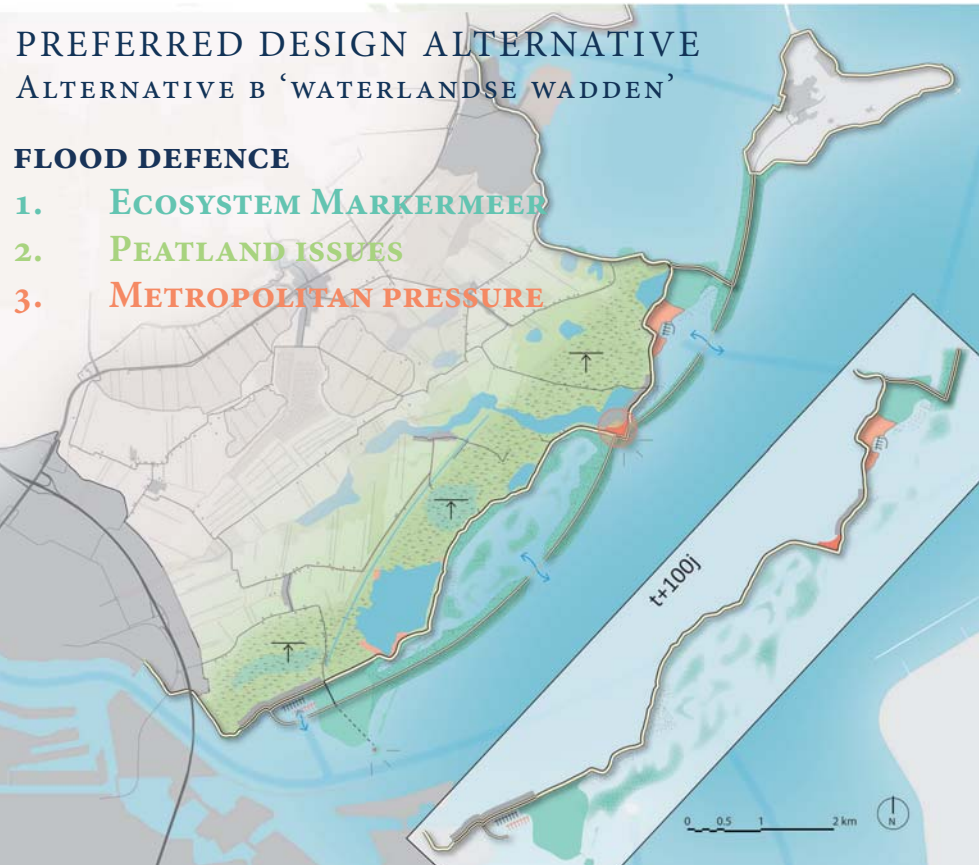 PREFERRED DESIGN ALTERNATIVE
ALTERNATIVE B ‘WATERLANDSE WADDEN’
FLOOD DEFENCE
1. ECOSYSTEM MARKERMEER
2. PEATLAND ISSUES
3. METROPOLITAN PRESSURE
t+100j
0 0.5 1 2 km
N